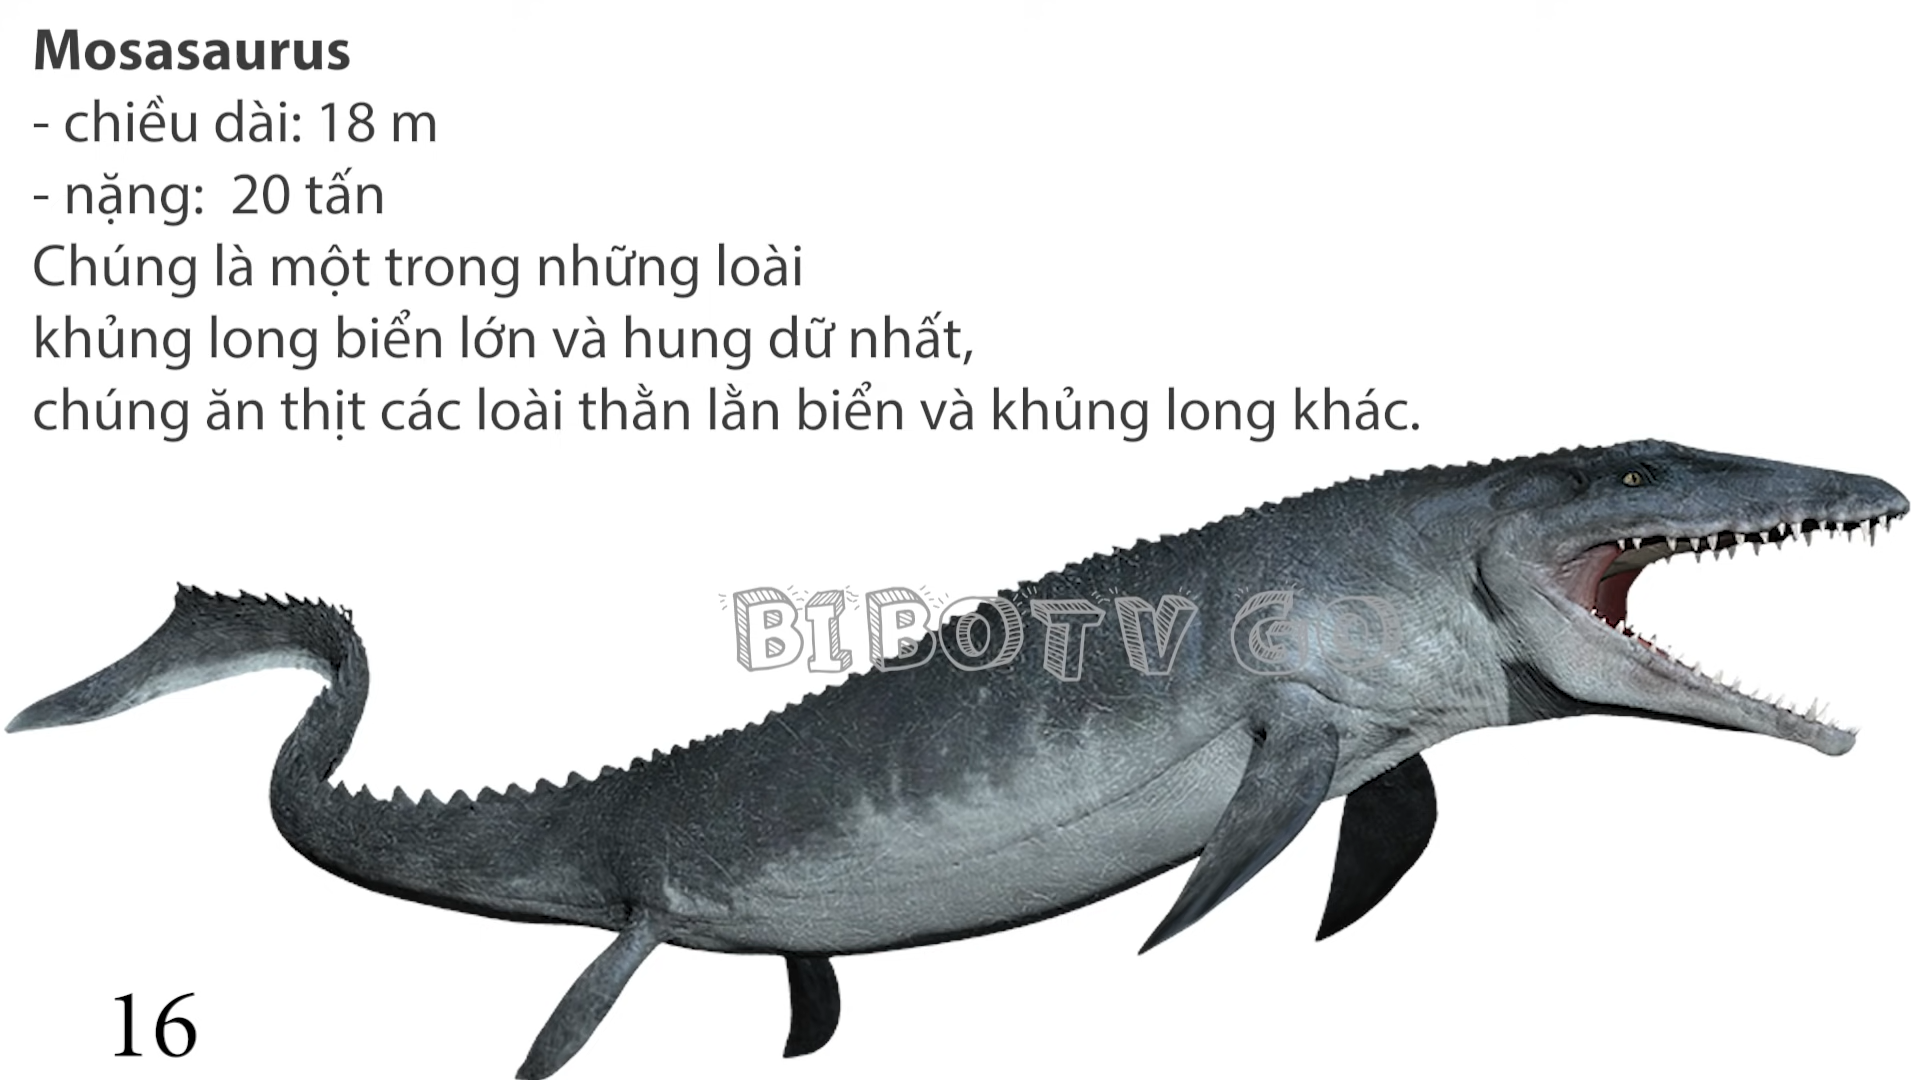 Mosasaurus
- chiều dài: 18 m
- nặng:  20 tấn
Chúng là một trong những loài
khủng long biển lớn và hung dữ nhất,
chúng ăn thịt các loài thằn lằn biển và khủng long khác.
BIBOTV GO
16